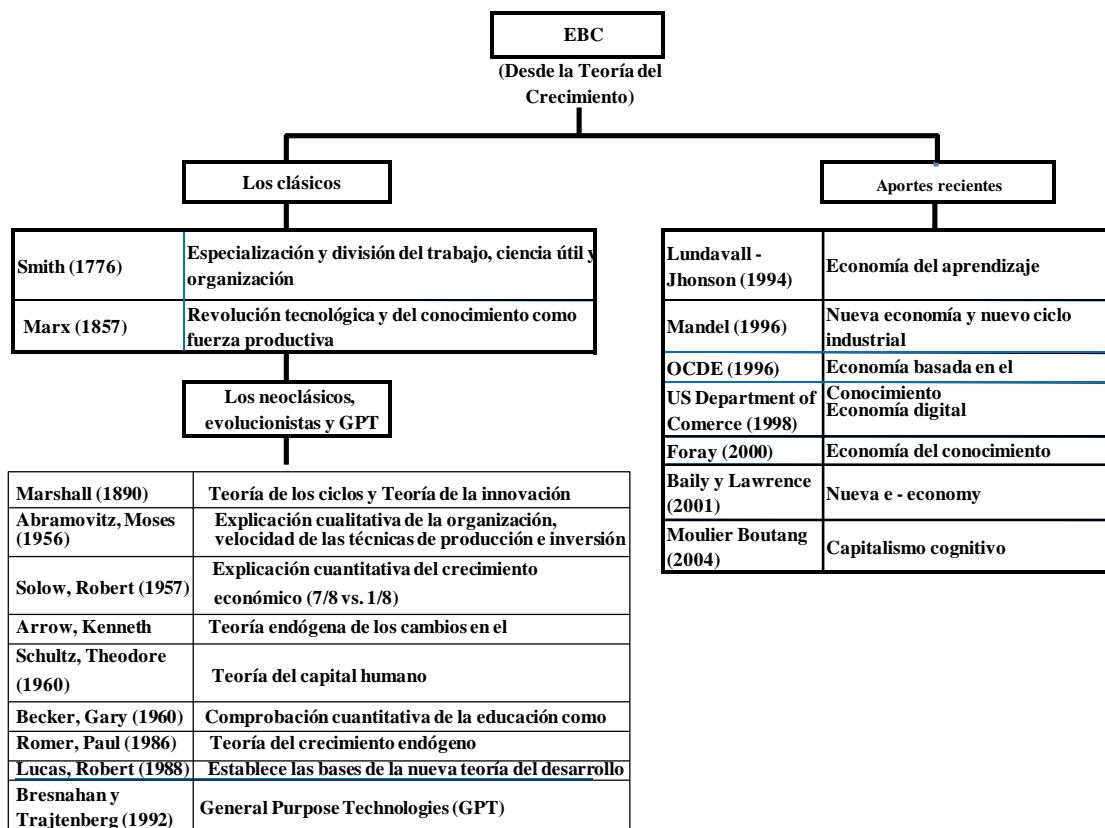 EBC
(Desde la Teoría del
Crecimiento)
Los clásicos
Smith (1776)
Especialización y división del trabajo, ciencia útil y
organización
Marx (1857)
Revolución tecnológica y del conocimiento como
fuerza productiva
Los neoclásicos,
evolucionistas y GPT
Marshall (1890)
Teoría de los ciclos y Teoría de la innovación
Abramovitz, Moses
(1956)
Explicación cualitativa de la organización,
velocidad de las técnicas de producción e inversión
Solow, Robert (1957)
Explicación cuantitativa del crecimiento
económico (7/8 vs. 1/8)
Arrow, Kenneth
Teoría endógena de los cambios en el
Schultz, Theodore
(1960)
Teoría del capital humano
Becker, Gary (1960)
Comprobación cuantitativa de la educación como
Romer, Paul (1986)
Teoría del crecimiento endógeno
Lucas, Robert (1988)
Establece las bases de la nueva teoría del desarrollo
Bresnahan y
Trajtenberg (1992)
General Purpose Technologies (GPT)
Aportes recientes
Lundavall -
Jhonson (1994)
Economía del aprendizaje
Mandel (1996)
Nueva economía y nuevo ciclo
industrial
OCDE (1996)
Economía basada en el
Conocimiento
US Department of
Comerce (1998)
Economía digital
Foray (2000)
Economía del conocimiento
Baily y Lawrence
(2001)
Nueva e - economy
Moulier Boutang
(2004)
Capitalismo cognitivo